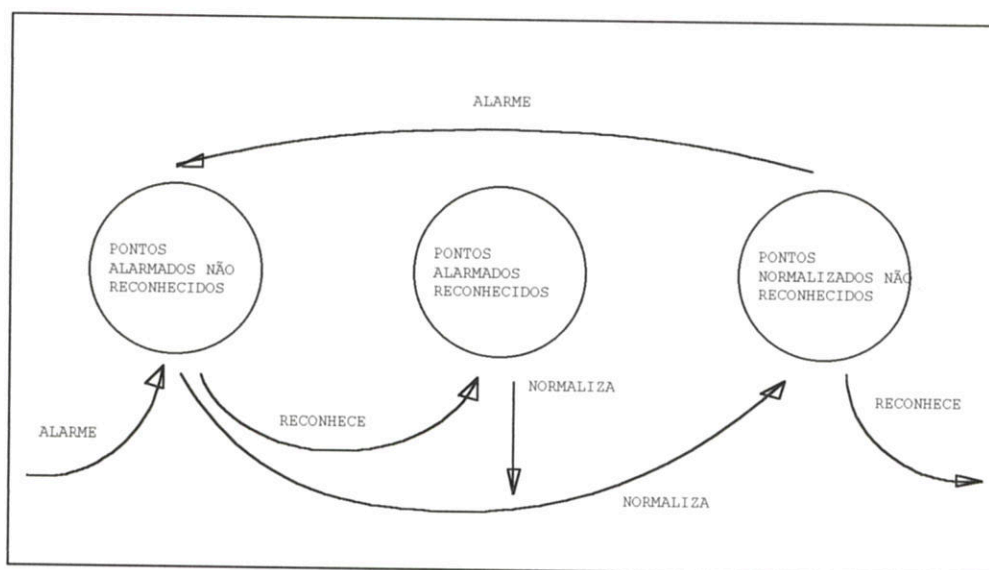 ALARME
PONTOS
ALARMADOS NÃO
RECONHECIDOS
PONTOS
ALARMADOS
RECONHECIDOS
PONTOS
NORMALIZADOS NÃO
RECONHECIDOS
ALARME
RECONHECE
NORMALIZA
NORMALIZA
RECONHECE